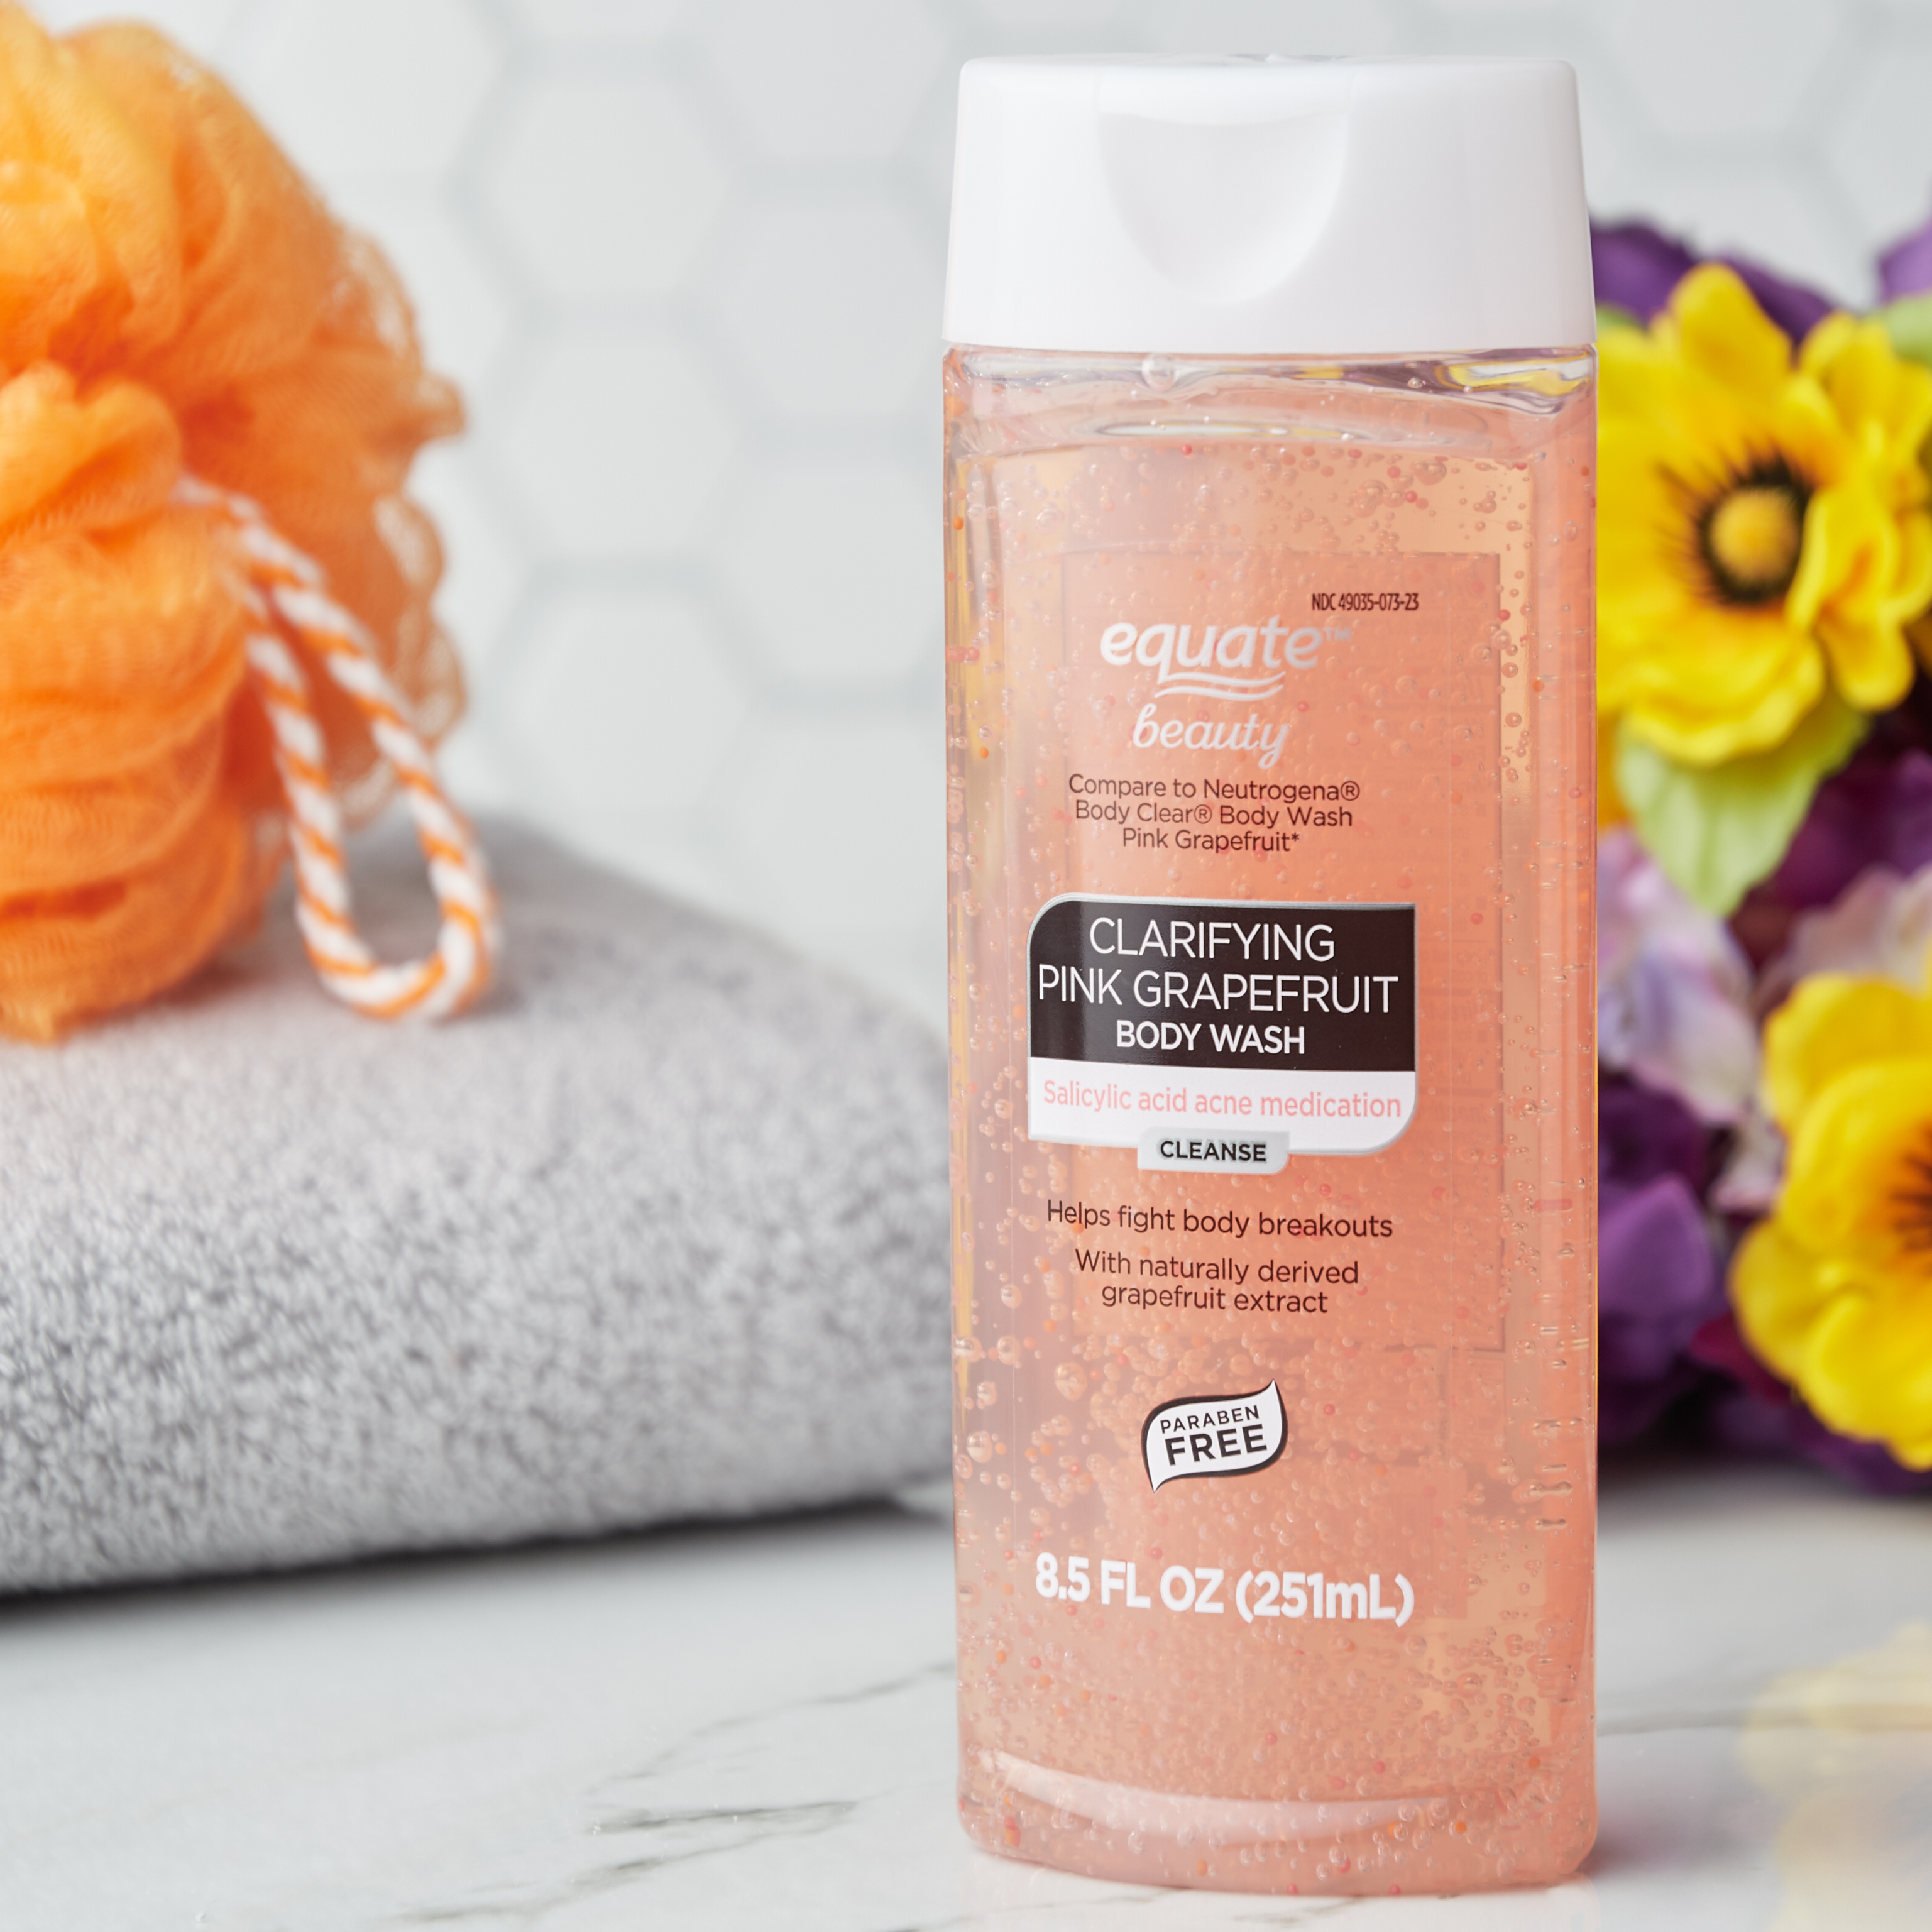 NDC 49035-073-23
equate™
beauty
Compare to Neutrogena®
Body Clear® Body Wash
Pink Grapefruit*
CLARIFYING
PINK GRAPEFRUIT
BODY WASH
Salicylic acid acne medication
CLEANSE
Helps fight body breakouts
With naturally derived
grapefruit extract
PARABEN
FREE
8.5 FL OZ (251mL)